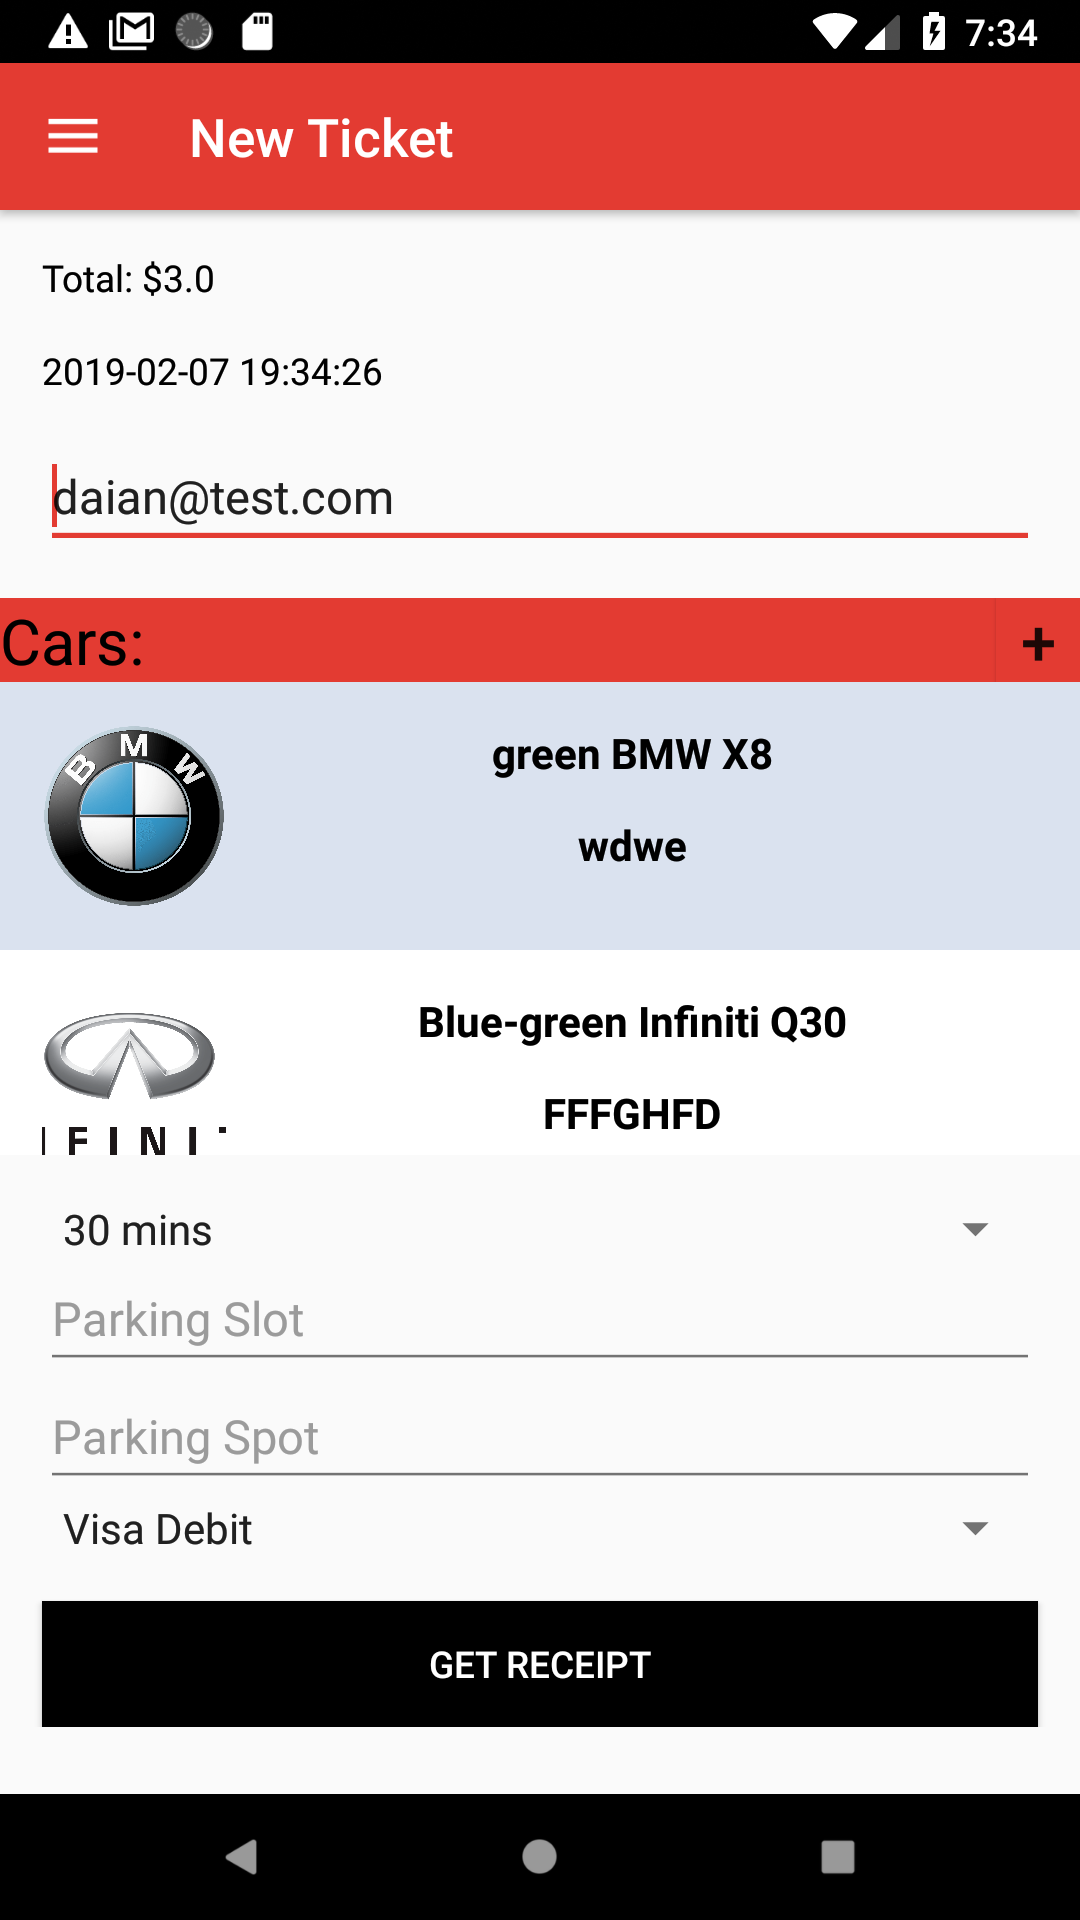 7:34
New Ticket
Total: $3.0
2019-02-07 19:34:26
daian@test.com
Cars:
+
BMW
green BMW X8
wdwe
Blue-green Infiniti Q30
FFFGHFD
30 mins
Parking Slot
Parking Spot
Visa Debit
GET RECEIPT